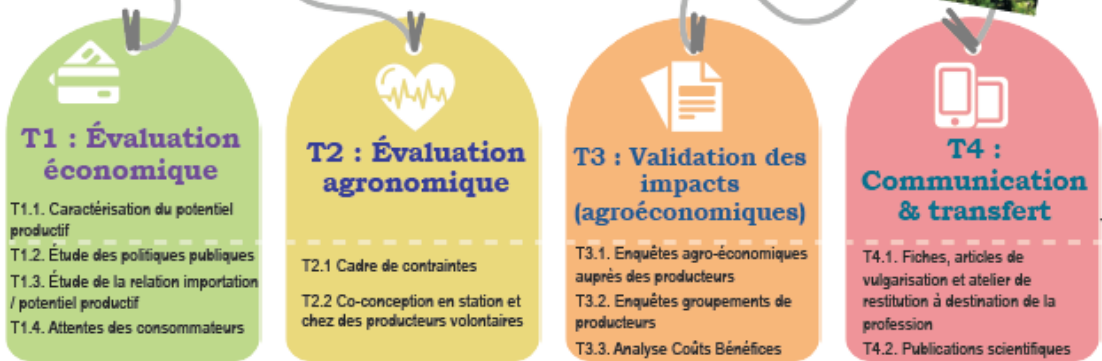 T1 : Évaluation
économique
T1.1. Caractérisation du potentiel
productif
T1.2. Étude des politiques publiques
T1.3. Étude de la relation importation
/ potentiel productif
T1.4. Attentes des consommateurs
T2 : Évaluation
agronomique
T2.1 Cadre de contraintes
T2.2 Co-conception en station et
chez des producteurs volontaires
T3 : Validation des
impacts
(agroéconomiques)
T3.1. Enquêtes agro-économiques
auprès des producteurs
T3.2. Enquêtes groupements de
producteurs
T3.3. Analyse Coûts Bénéfices
T4 :
Communication
& transfert
T4.1. Fiches, articles de
vulgarisation et atelier de
restitution à destination de la
profession
T4.2. Publications scientifiques